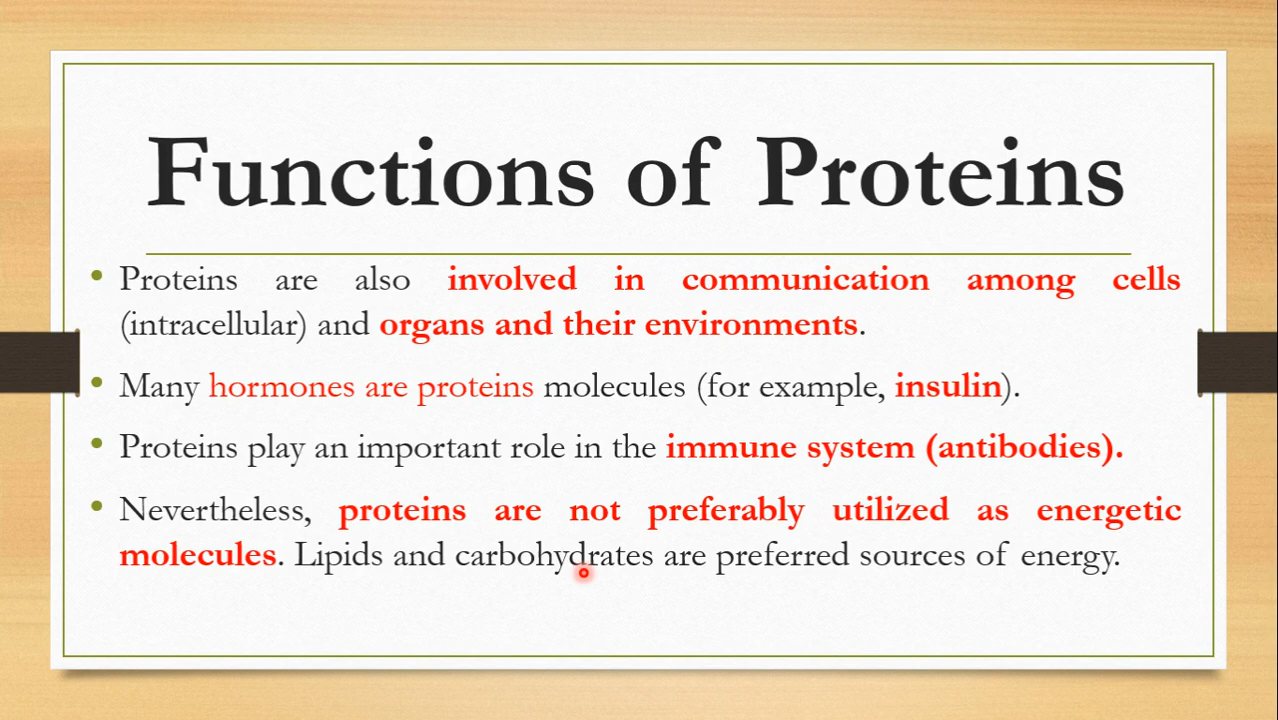 Functions of Proteins
• Proteins are also involved in communication among cells
(intracellular) and organs and their environments.
• Many hormones are proteins molecules (for example, insulin).
• Proteins play an important role in the immune system (antibodies).
• Nevertheless, proteins are not preferably utilized as energetic
molecules. Lipids and carbohydrates are preferred sources of energy.